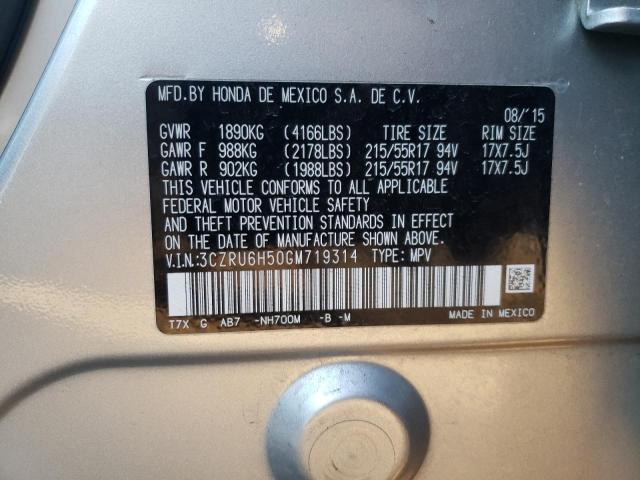 MFD.BY HONDA DE MEXICO S.A. DE C.V.
08/'15
GVWR 1890KG (4166LBS) TIRE SIZE RIM SIZE
GAWR F 988KG (2178LBS) 215/55R17 94V 17X7.5J
GAWR R 902KG (1988LBS) 215/55R17 94V 17X7.5J
THIS VEHICLE CONFORMS TO ALL APPLICABLE
FEDERAL MOTOR VEHICLE SAFETY
AND THEFT PREVENTION STANDARDS IN EFFECT
ON THE DATE OF MANUFACTURE SHOWN ABOVE.
V.I.N.:3CZRU6H50GM719314 TYPE: MPV
T7X G AB7 -NH700M -B -M MADE IN MEXICO